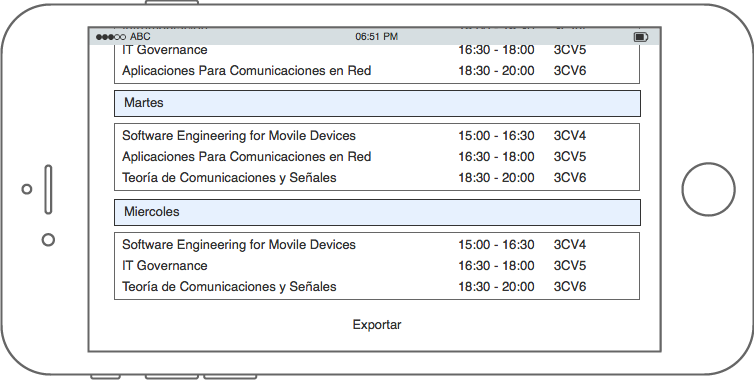 ABC 06:51 PM
IT Governance 16:30 - 18:00 3CV5
Aplicaciones Para Comunicaciones en Red 18:30 - 20:00 3CV6
Martes
Software Engineering for Movile Devices 15:00 - 16:30 3CV4
Aplicaciones Para Comunicaciones en Red 16:30 - 18:00 3CV5
Teoría de Comunicaciones y Señales 18:30 - 20:00 3CV6
Miercoles
Software Engineering for Movile Devices 15:00 - 16:30 3CV4
IT Governance 16:30 - 18:00 3CV5
Teoría de Comunicaciones y Señales 18:30 - 20:00 3CV6
Exportar